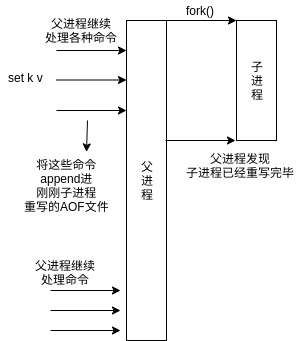 父进程继续
处理各种命令
fork()
set k v
子
进
程
将这些命令
append进
刚刚子进程
重写的AOF文件
父
进
程
父进程发现
子进程已经重写完毕
父进程继续
处理命令